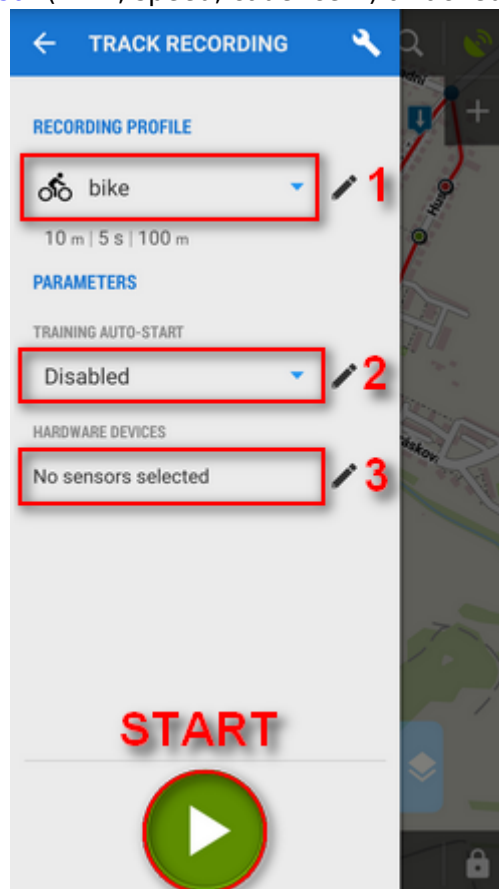 TRACK RECORDING
RECORDING PROFILE
bike 1
10 m | 5 s | 100 m
PARAMETERS
TRAINING AUTO-START
Disabled 2
HARDWARE DEVICES
No sensors selected 3
START
Hus